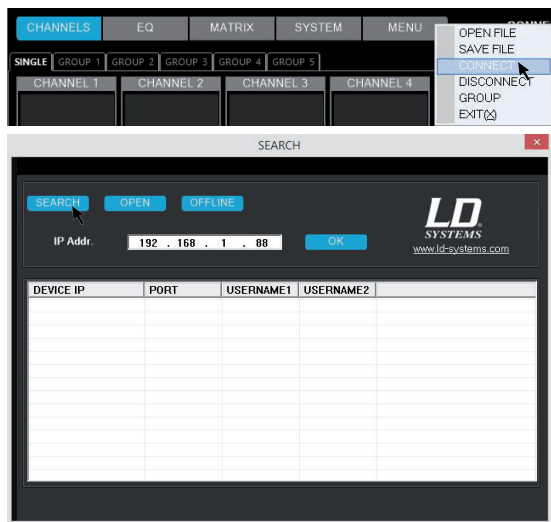 CHANNELS EQ MATRIX SYSTEM MENU
OPEN FILE
SAVE FILE
CONNECT
DISCONNECT
GROUP
EXIT(X)
SINGLE GROUP 1 GROUP 2 GROUP 3 GROUP 4 GROUP 5
CHANNEL 1 CHANNEL 2 CHANNEL 3 CHANNEL 4
SEARCH
SEARCH OPEN OFFLINE
LD
SYSTEMS
www.ld-systems.com
IP Addr. 192 . 168 . 1 . 88 OK
DEVICE IP PORT USERNAME1 USERNAME2